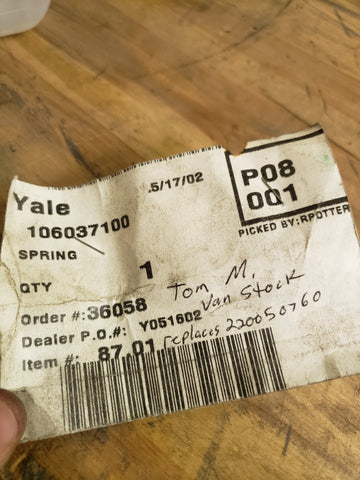 5/17/02
P08
001
PICKED BY:RPOTTER
Yale
106037100
SPRING
1
QTY
Tom M.
Van Stock
Order #:36058
Dealer P.O.#: Y051602
replaces 220050760
Item #: 87.01